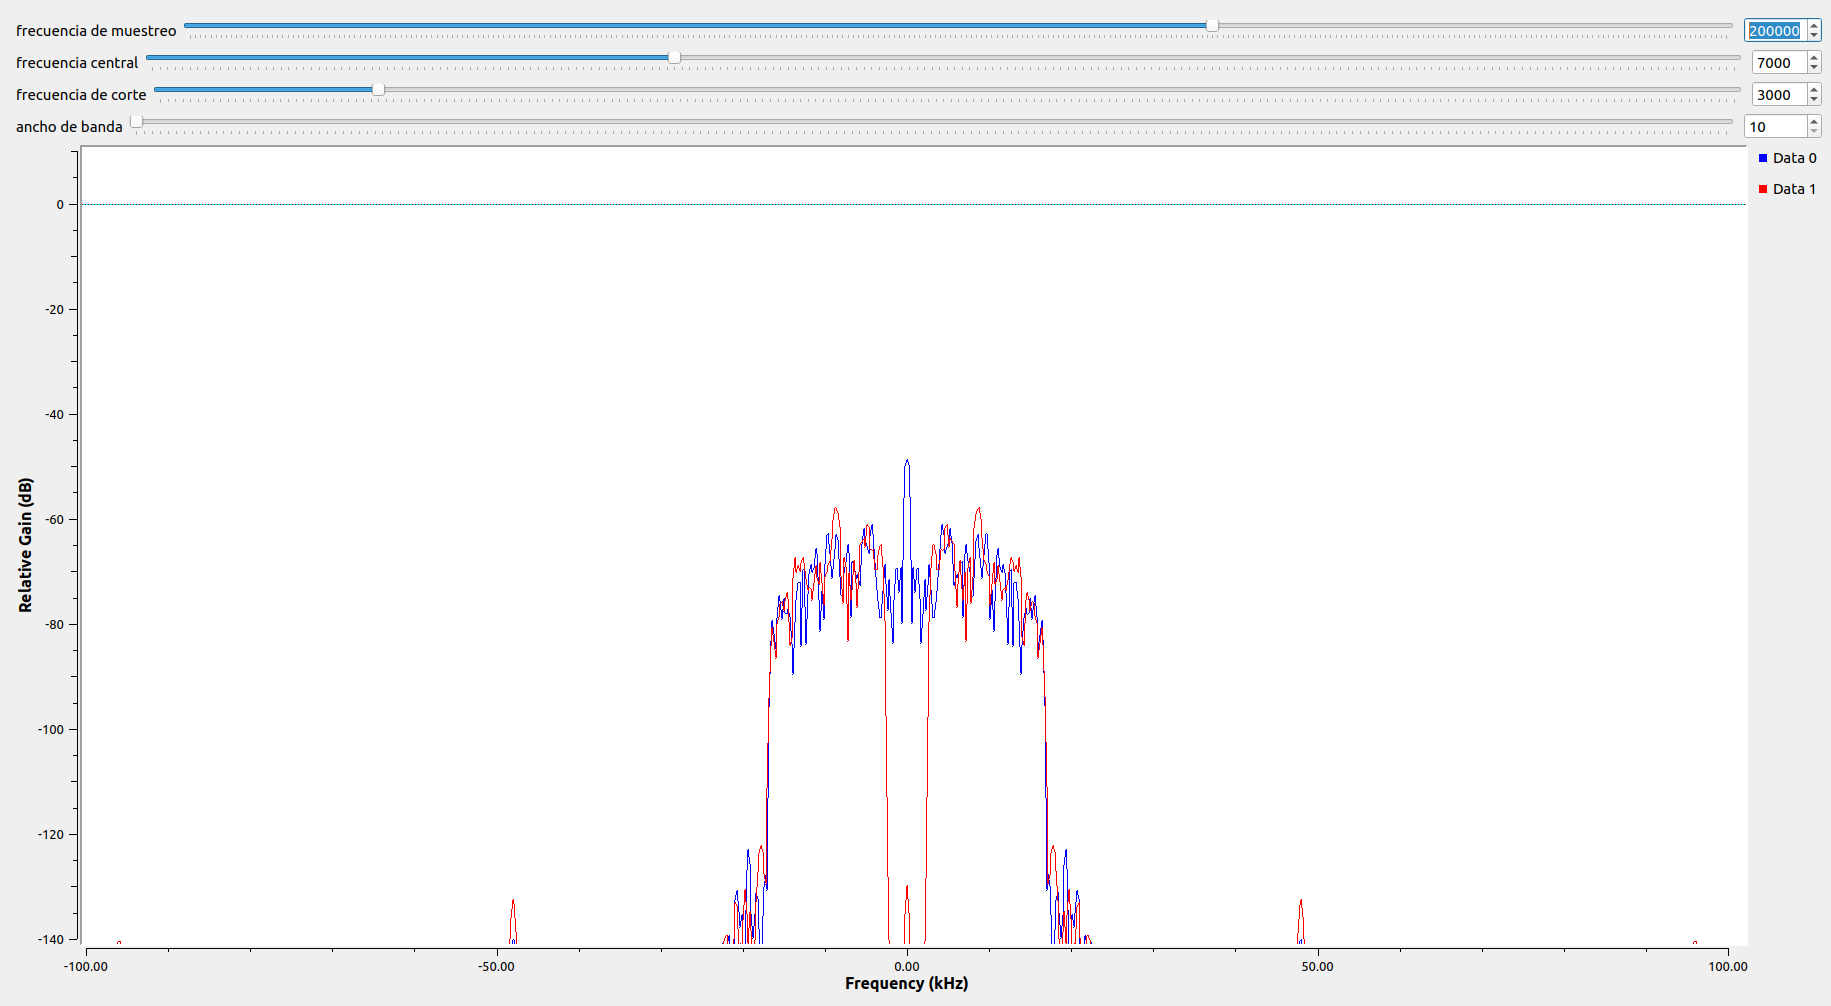 frecuencia de muestreo 200000
frecuencia central 7000
frecuencia de corte 3000
ancho de banda 10
Data 0
Data 1
0
-20
-40
-60
-80
-100
-120
-140
Relative Gain (dB)
-100.00 -50.00 0.00 50.00 100.00
Frequency (kHz)